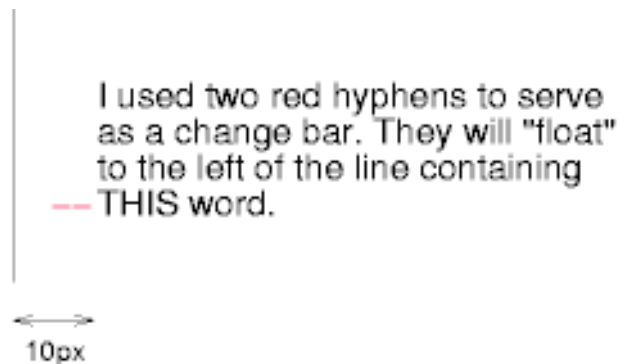 I used two red hyphens to serve
as a change bar. They will "float"
to the left of the line containing
-- THIS word.
10px